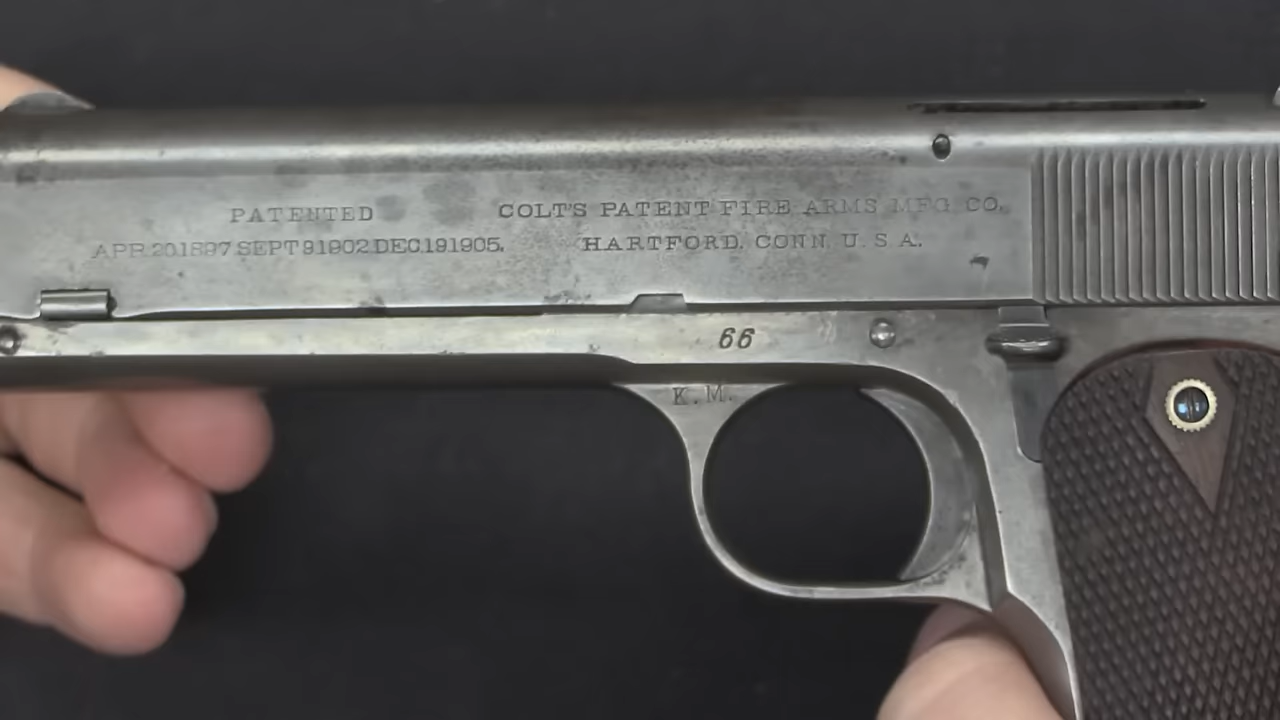 PATENTED
APR.20.1897 SEPT 9 1902 DEC.19 1905.
COLT'S PATENT FIRE ARMS MFG. CO.
HARTFORD, CONN. U.S.A.
66
K.M.